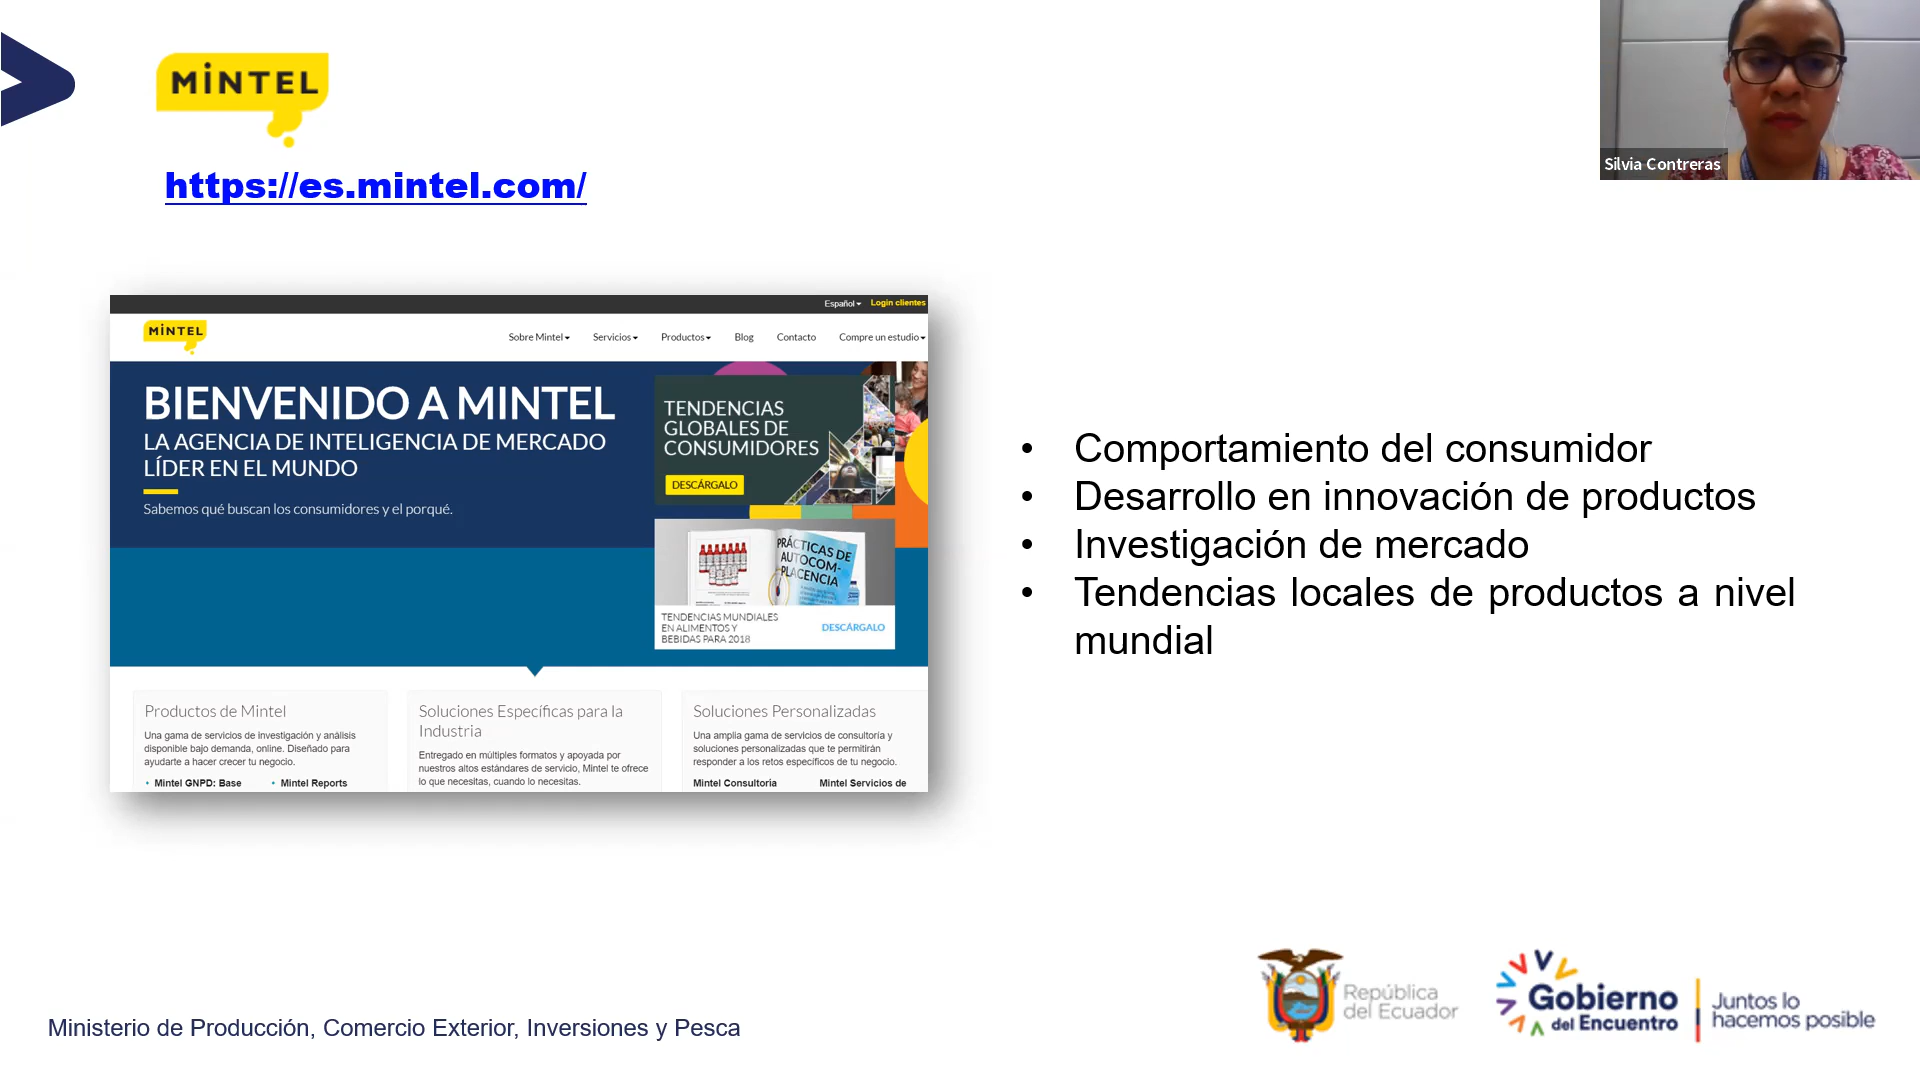 MiNTEL
https://es.mintel.com/
Silvia Contreras
Español
Login clientes
MiNTEL
Sobre Mintel
Servicios
Productos
Blog
Contacto
Compre un estudio
BIENVENIDO A MINTEL
LA AGENCIA DE INTELIGENCIA DE MERCADO
LÍDER EN EL MUNDO
Sabemos qué buscan los consumidores y el porqué.
TENDENCIAS
GLOBALES DE
CONSUMIDORES
DESCÁRGALO
PRÁCTICAS DE
AUTOCOM-
PLACENCIA
TENDENCIAS MUNDIALES
EN ALIMENTOS Y
BEBIDAS PARA 2018
DESCÁRGALO
Productos de Mintel
Una gama de servicios de investigación y análisis
disponible bajo demanda, online. Diseñado para
ayudarte a hacer crecer tu negocio.
• Mintel GNPD: Base
• Mintel Reports
Soluciones Específicas para la
Industria
Entregado en múltiples formatos y apoyada por
nuestros altos estándares de servicio, Mintel te ofrece
lo que necesitas, cuando lo necesitas.
Soluciones Personalizadas
Una amplia gama de servicios de consultoría y
soluciones personalizadas que te permitirán
responder a los retos específicos de tu negocio.
Mintel Consultoría
Mintel Servicios de
• Comportamiento del consumidor
• Desarrollo en innovación de productos
• Investigación de mercado
• Tendencias locales de productos a nivel
mundial
Ministerio de Producción, Comercio Exterior, Inversiones y Pesca
República
del Ecuador
Gobierno
del Encuentro
Juntos lo
hacemos posible